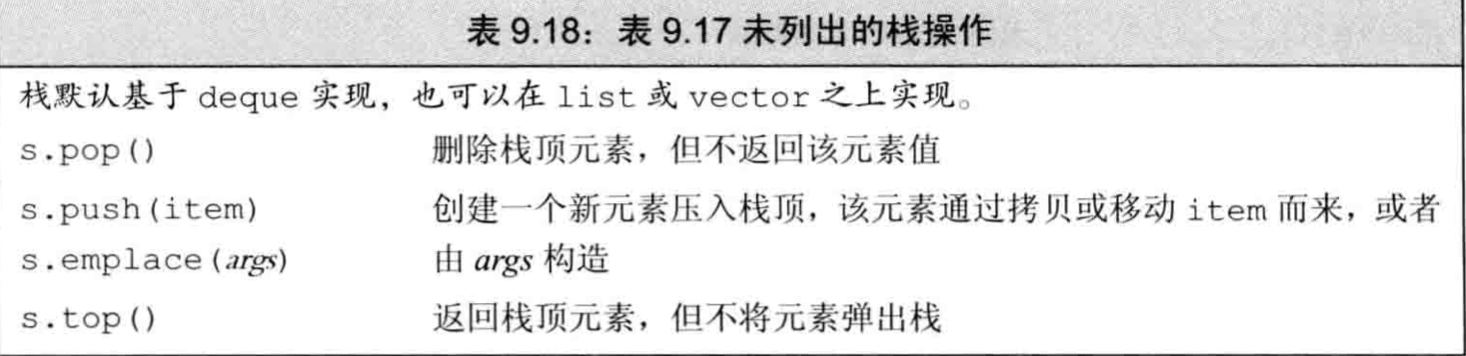 表 9.18：表 9.17 未列出的栈操作
栈默认基于 deque 实现，也可以在 list 或 vector 之上实现。
s.pop() 删除栈顶元素，但不返回该元素值
s.push(item) 创建一个新元素压入栈顶，该元素通过拷贝或移动 item 而来，或者
s.emplace(args) 由 args 构造
s.top() 返回栈顶元素，但不将元素弹出栈